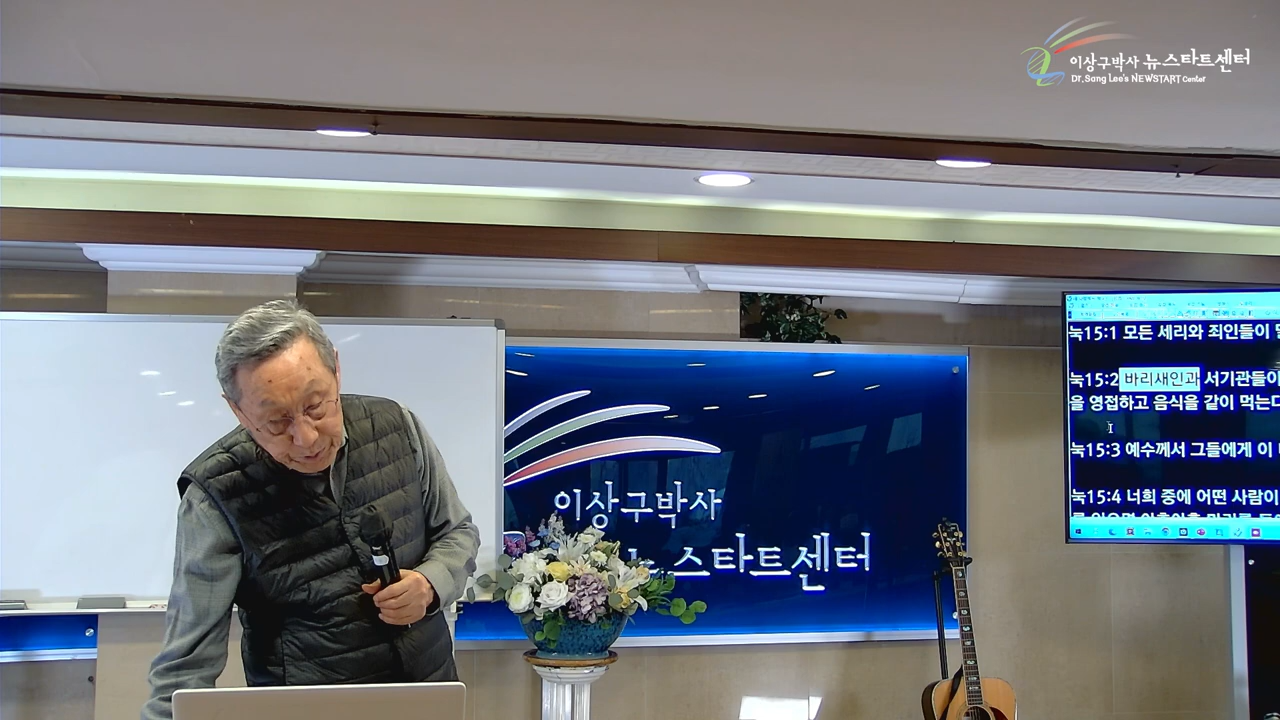 이상구박사 뉴스타트센터
Dr. Sang Lee's NEWSTART Center
이상구박사
스타트센터
눅15:1 모든 세리와 죄인들이
눅15:2 바리새인과 서기관들이
을 영접하고 음식을 같이 먹는다
눅15:3 예수께서 그들에게 이
눅15:4 너희 중에 어떤 사람이